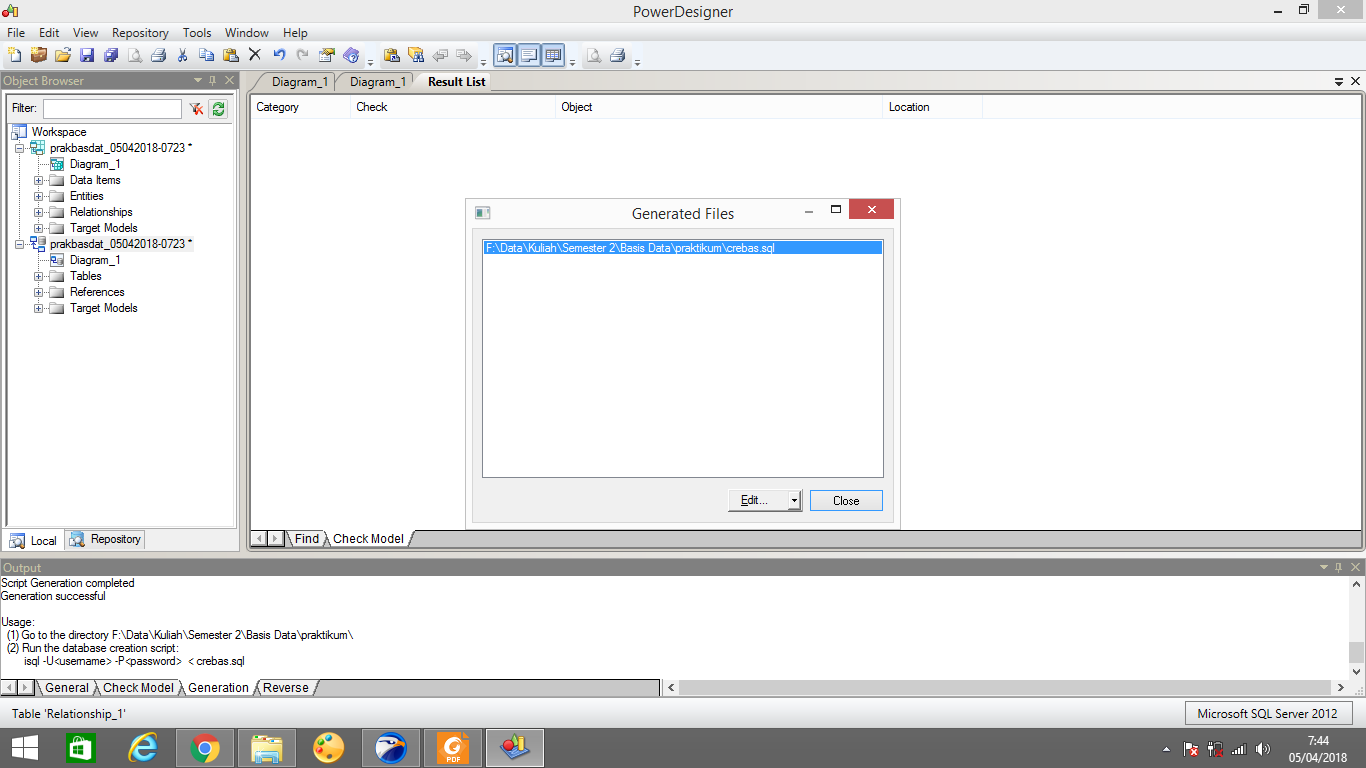 PowerDesigner
File Edit View Repository Tools Window Help
Object Browser
Diagram_1 Diagram_1 Result List
Filter:
Category Check Object Location
Workspace
prakbasdat_05042018-0723 *
Diagram_1
Data Items
Entities
Relationships
Target Models
prakbasdat_05042018-0723 *
Diagram_1
Tables
References
Target Models
Generated Files
F:\Data\Kuliah\Semester 2\Basis Data\praktikum\crebas.sql
Edit... Close
Local Repository
Find Check Model
Output
Script Generation completed
Generation successful
Usage:
(1) Go to the directory F:\Data\Kuliah\Semester 2\Basis Data\praktikum\
(2) Run the database creation script:
isql -U<username> -P<password> < crebas.sql
General Check Model Generation Reverse
Table 'Relationship_1'
Microsoft SQL Server 2012
PDF
7:44
05/04/2018